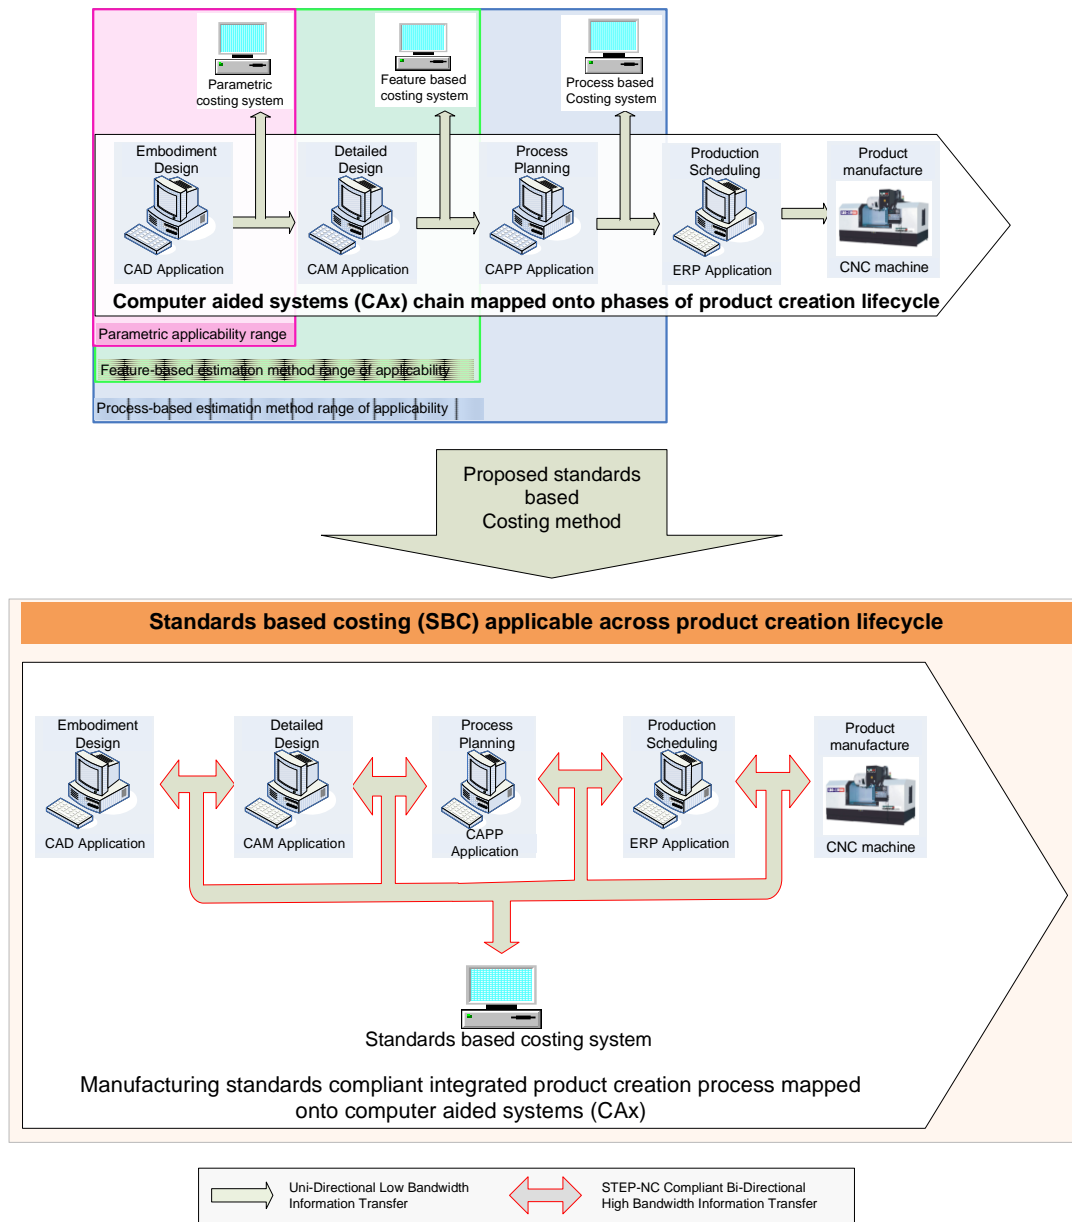 Parametric
costing system
Feature based
costing system
Process based
Costing system
Embodiment
Design
Detailed
Design
Process
Planning
Production
Scheduling
Product
manufacture
CAD Application
CAM Application
CAPP Application
ERP Application
CNC machine
Computer aided systems (CAx) chain mapped onto phases of product creation lifecycle
Parametric applicability range
Feature-based estimation method range of applicability
Process-based estimation method range of applicability
Proposed standards
based
Costing method
Standards based costing (SBC) applicable across product creation lifecycle
Embodiment
Design
Detailed
Design
Process
Planning
Production
Scheduling
Product
manufacture
CAD Application
CAM Application
CAPP
Application
ERP Application
CNC machine
Standards based costing system
Manufacturing standards compliant integrated product creation process mapped
onto computer aided systems (CAx)
Uni-Directional Low Bandwidth
Information Transfer
STEP-NC Compliant Bi-Directional
High Bandwidth Information Transfer